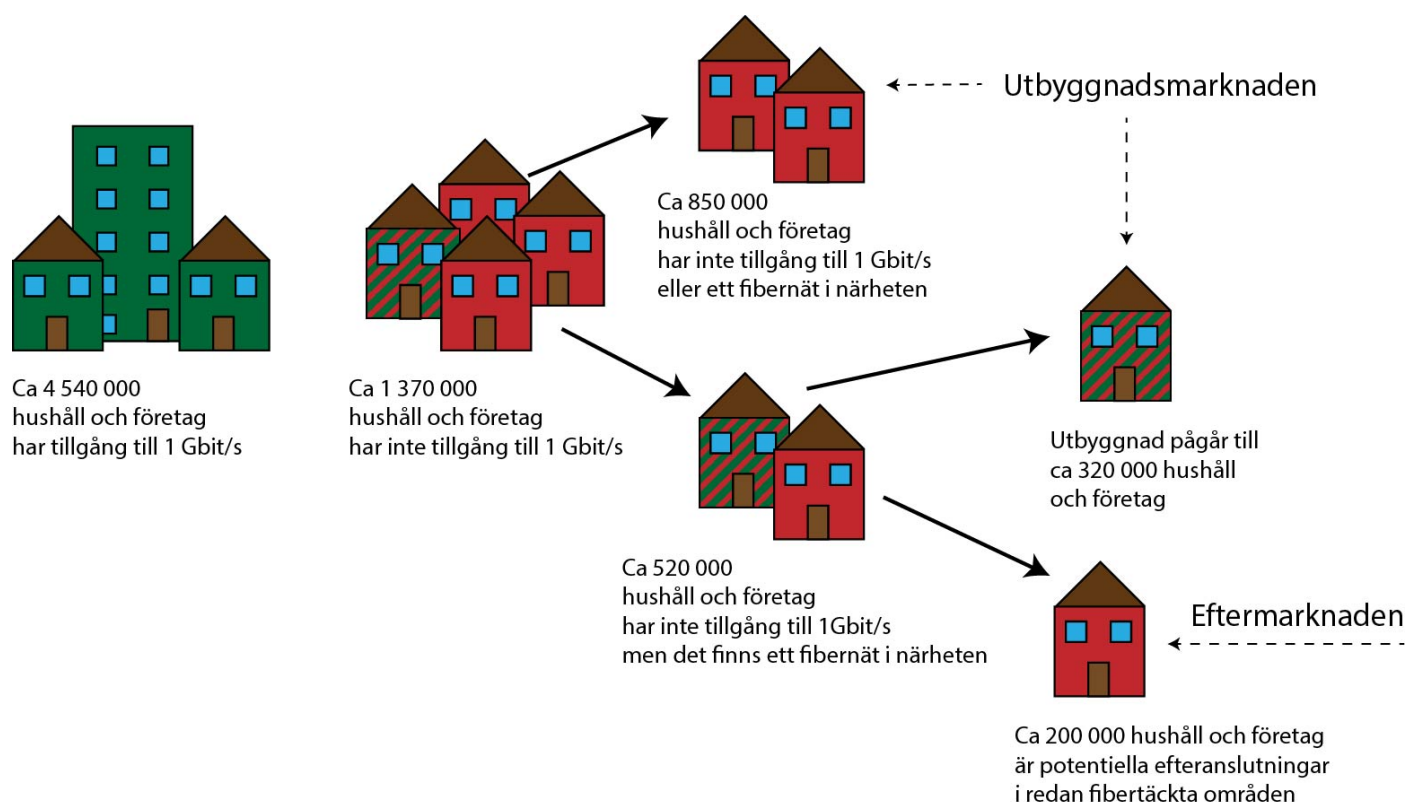 Utbyggnadsmarknaden
Ca 850 000
hushåll och företag
har inte tillgång till 1 Gbit/s
eller ett fibernät i närheten
Ca 4 540 000
hushåll och företag
har tillgång till 1 Gbit/s
Ca 1 370 000
hushåll och företag
har inte tillgång till 1 Gbit/s
Utbyggnad pågår till
ca 320 000 hushåll
och företag
Ca 520 000
hushåll och företag
har inte tillgång till 1Gbit/s
men det finns ett fibernät i närheten
Eftermarknaden
Ca 200 000 hushåll och företag
är potentiella efteranslutningar
i redan fibertäckta områden